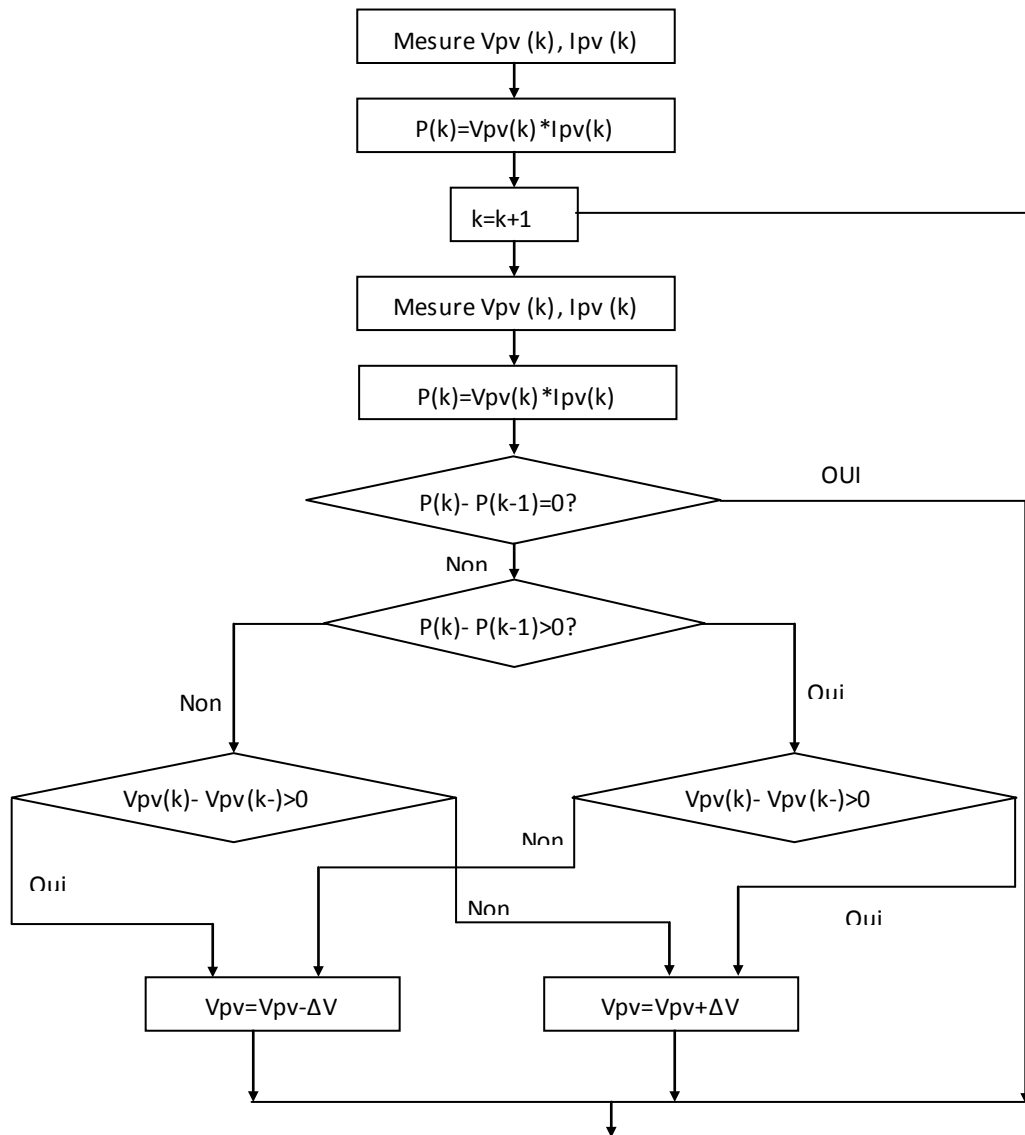 Mesure Vpv (k), Ipv (k)
P(k)=Vpv(k)*Ipv(k)
k=k+1
Mesure Vpv (k), Ipv (k)
P(k)=Vpv(k)*Ipv(k)
OUI
P(k)- P(k-1)=0?
Non
P(k)- P(k-1)>0?
Non
Oui
Vpv(k)- Vpv(k-)>0
Vpv(k)- Vpv(k-)>0
Non
Oui
Non
Oui
Vpv=Vpv-ΔV
Vpv=Vpv+ΔV